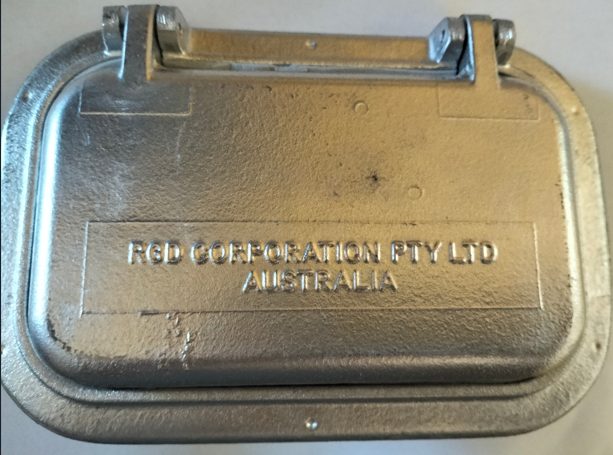 RGD CORPORATION PTY LTD
AUSTRALIA